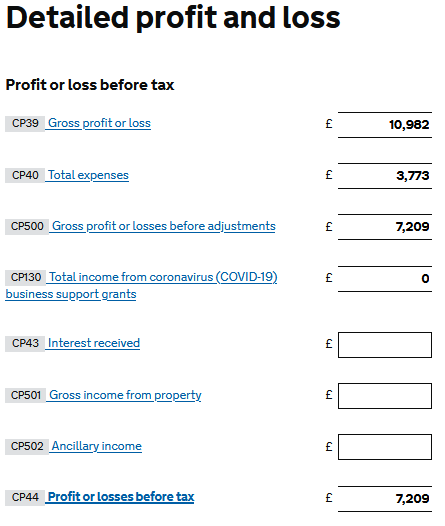 Detailed profit and loss
Profit or loss before tax
CP39 Gross profit or loss £ 10,982
CP40 Total expenses £ 3,773
CP500 Gross profit or losses before adjustments £ 7,209
CP130 Total income from coronavirus (COVID-19) £ 0
business support grants
CP43 Interest received £
CP501 Gross income from property £
CP502 Ancillary income £
CP44 Profit or losses before tax £ 7,209